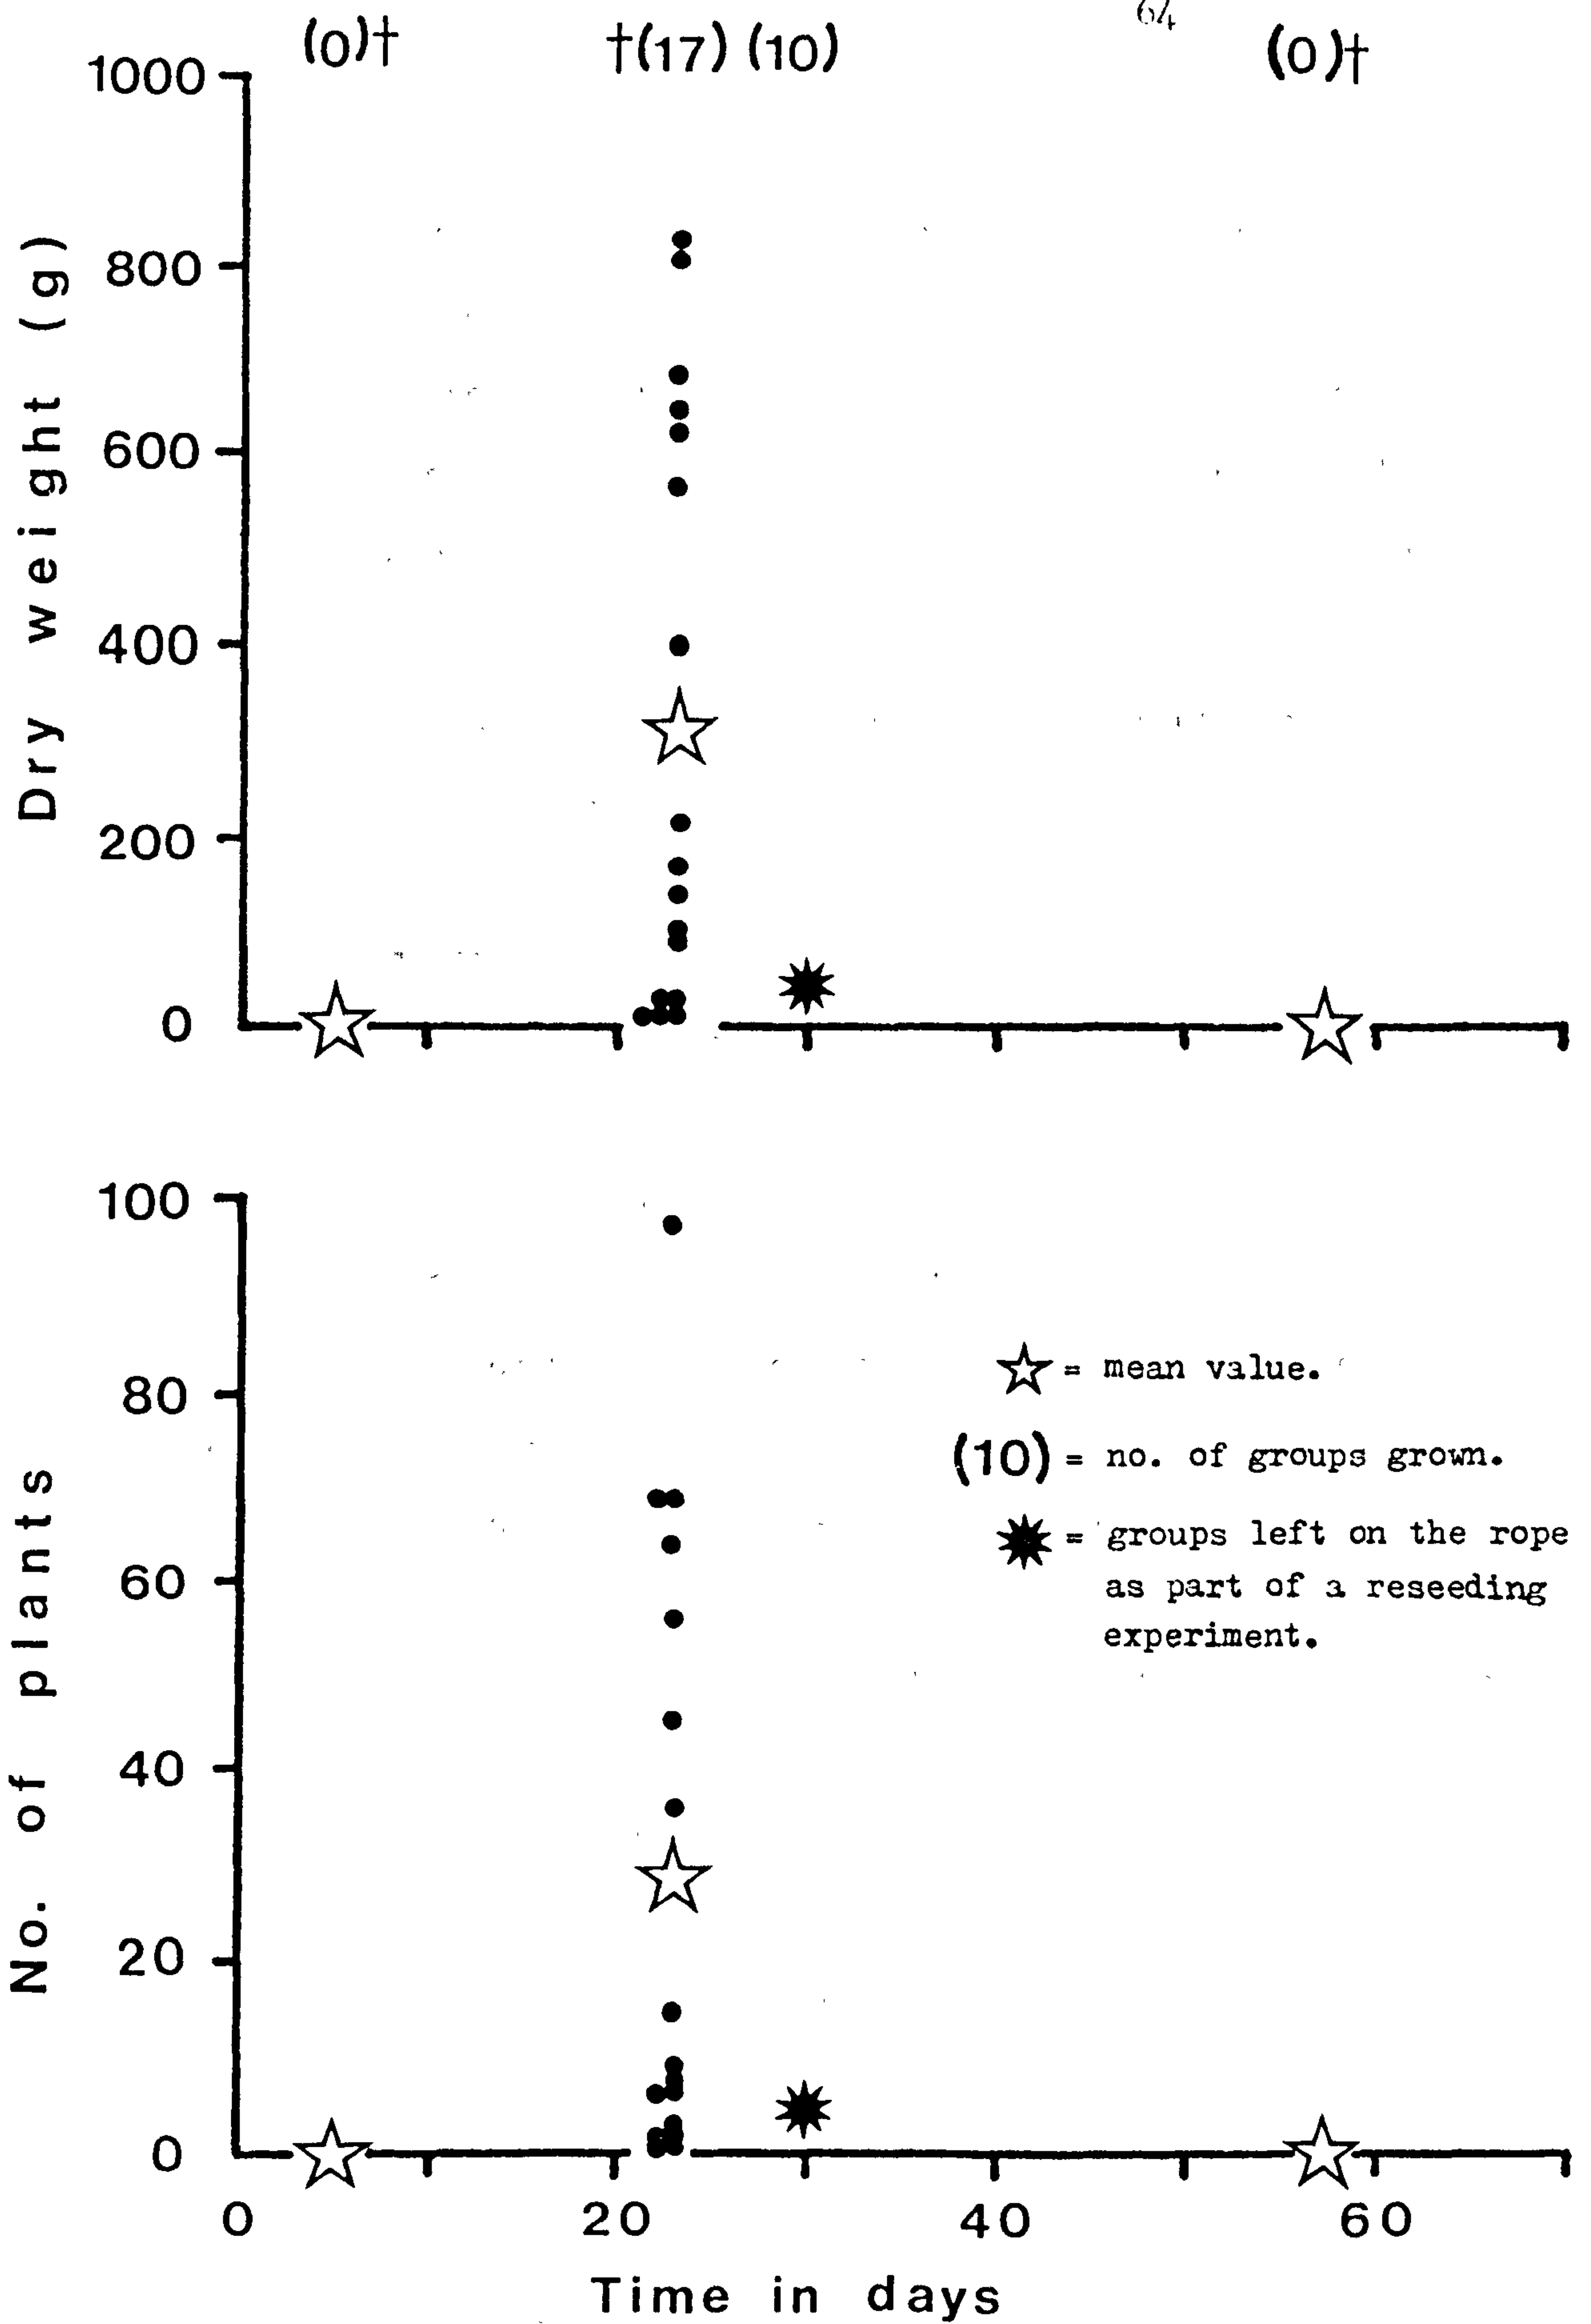 64
(0)† †(17) (10) (0)†
1000
800
600
400
200
0
Dry weight (g)
100
80
60
40
20
0
No. of plants
☆ = mean value.
(10) = no. of groups grown.
✸ = groups left on the rope
as part of a reseeding
experiment.
0 20 40 60
Time in days